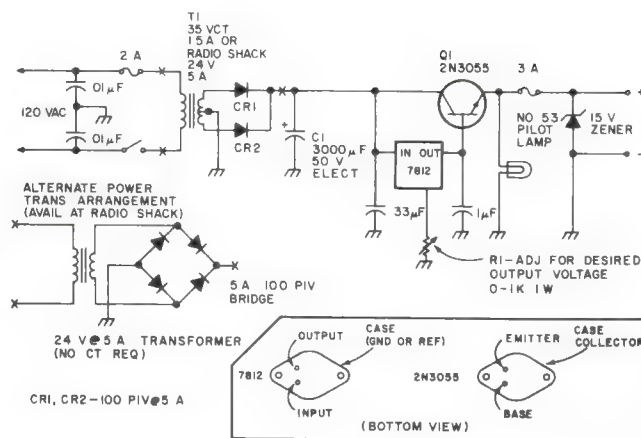 T1
35 VCT
1.5 A OR
RADIO SHACK
24 V
5 A
2 A
.01 µF
120 VAC
.01 µF
CR1
CR2
+
C1
3000 µF
50 V
ELECT
Q1
2N3055
3 A
+
NO 53
PILOT
LAMP
15 V
ZENER
-
IN OUT
7812
33µF
1µF
R1-ADJ FOR DESIRED
OUTPUT VOLTAGE
0-1K 1W
ALTERNATE POWER
TRANS ARRANGEMENT
(AVAIL AT RADIO SHACK)
5 A 100 PIV
BRIDGE
24 V@5 A TRANSFORMER
(NO CT REQ)
CR1, CR2-100 PIV@5 A
OUTPUT
CASE
(GND OR REF)
7812
INPUT
EMITTER
CASE
COLLECTOR
2N3055
BASE
(BOTTOM VIEW)